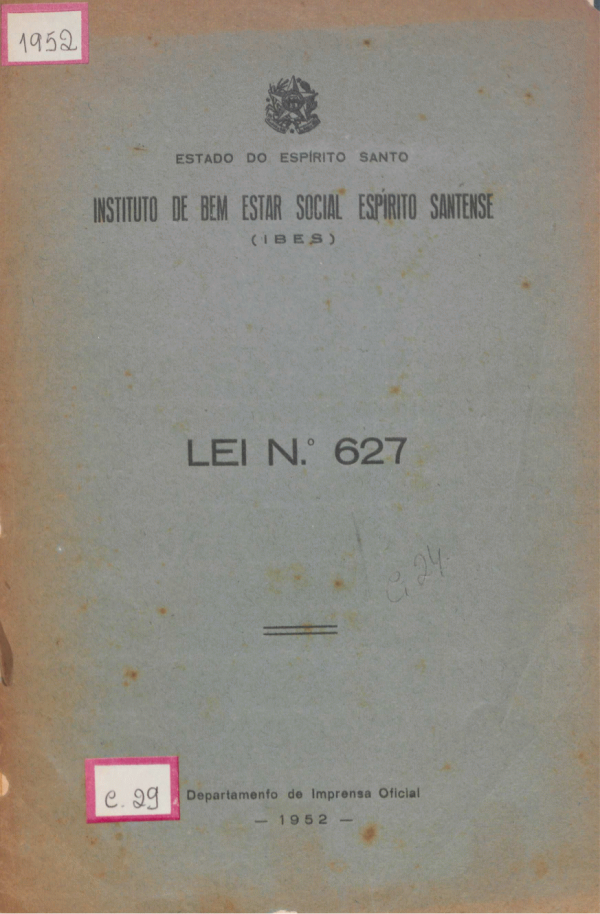 1952
ESTADO DO ESPÍRITO SANTO
INSTITUTO DE BEM ESTAR SOCIAL ESPÍRITO SANTENSE
(IBES)
LEI N.º 627
C. 24.
C. 29
Departamento de Imprensa Oficial
— 1952 —